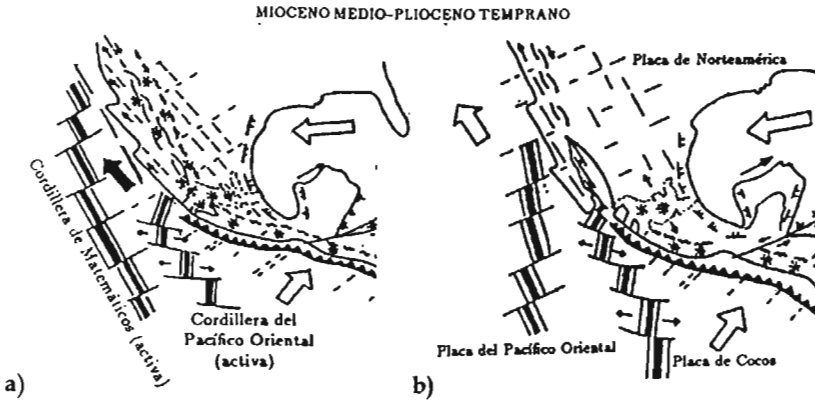 MIOCENO MEDIO-PLIOCENO TEMPRANO
Cordillera de Matemáticos (activa)
Cordillera del
Pacífico Oriental
(activa)
a)
Placa de Norteamérica
Placa del Pacífico Oriental
Placa de Cocos
b)